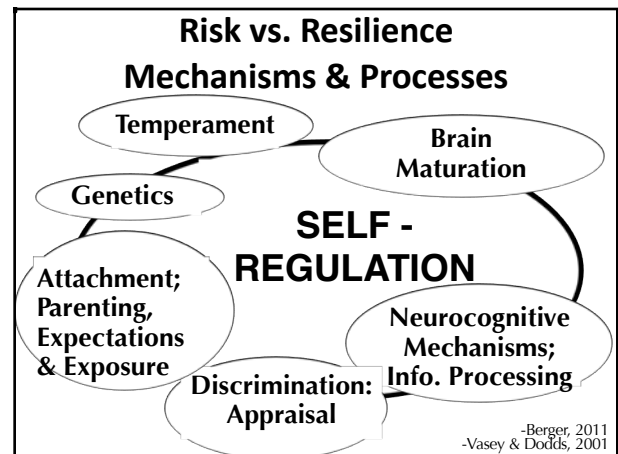 Risk vs. Resilience
Mechanisms & Processes
Temperament
Brain
Maturation
Genetics
SELF -
REGULATION
Attachment;
Parenting,
Expectations
& Exposure
Neurocognitive
Mechanisms;
Info. Processing
Discrimination:
Appraisal
-Berger, 2011
-Vasey & Dodds, 2001